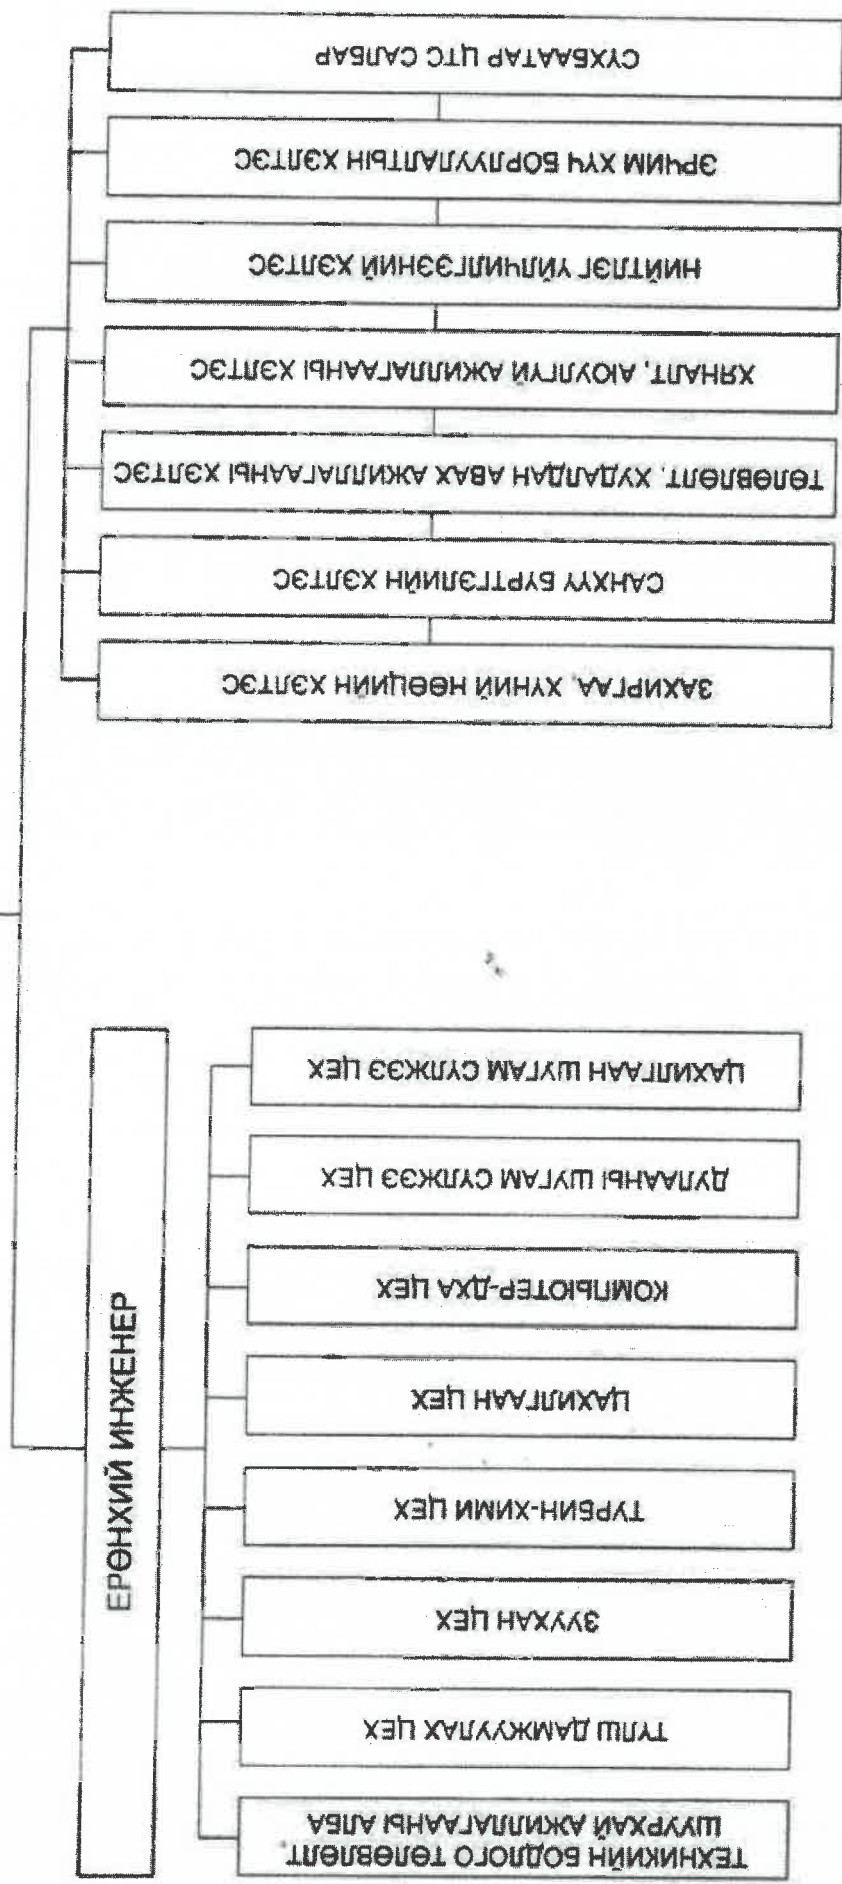 ЕРӨНХИЙ ИНЖЕНЕР
ТЕХНИКИЙН БОДЛОГО ТӨЛӨВЛӨЛТ.
ШУУРХАЙ АЖИЛЛАГААНЫ АЛБА
ТҮЛШ ДАМЖУУЛАХ ЦЕХ
ЗУУХАН ЦЕХ
ТУРБИН-ХИМИ ЦЕХ
ЦАХИЛГААН ЦЕХ
КОМПЬЮТЕР-ДХА ЦЕХ
ДУЛААНЫ ШУГАМ СҮЛЖЭЭ ЦЕХ
ЦАХИЛГААН ШУГАМ СҮЛЖЭЭ ЦЕХ
ЗАХИРГАА, ХҮНИЙ НӨӨЦИЙН ХЭЛТЭС
САНХҮҮ БҮРТГЭЛИЙН ХЭЛТЭС
ТӨЛӨВЛӨЛТ. ХУДАЛДАН АВАХ АЖИЛЛАГААНЫ ХЭЛТЭС
ХЯНАЛТ, АЮУЛГҮЙ АЖИЛЛАГААНЫ ХЭЛТЭС
НИЙТЛЭГ ҮЙЛЧИЛГЭЭНИЙ ХЭЛТЭС
ЭРЧИМ ХҮЧ БОРЛУУЛАЛТЫН ХЭЛТЭС
СҮХБААТАР ЦТС САЛБАР